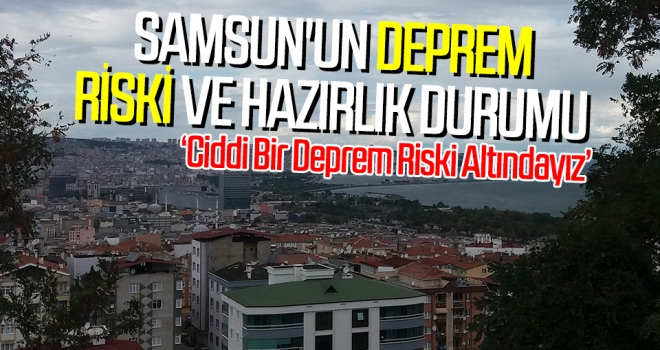 SAMSUN'UN DEPREM
RİSKİ VE HAZIRLIK DURUMU
'Ciddi Bir Deprem Riski Altındayız'